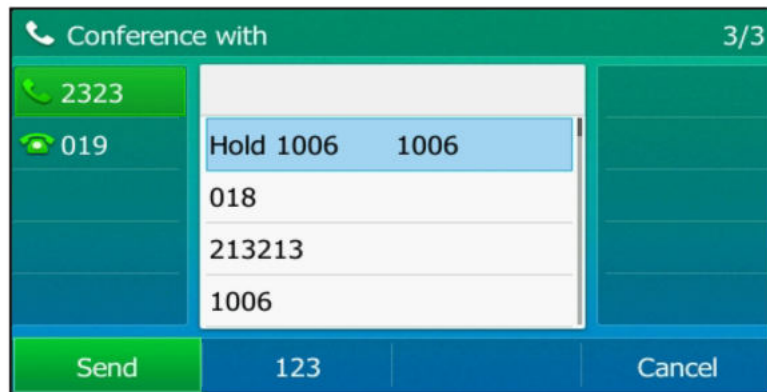 Conference with 3/3
2323
019
Hold 1006 1006
018
213213
1006
Send 123 Cancel